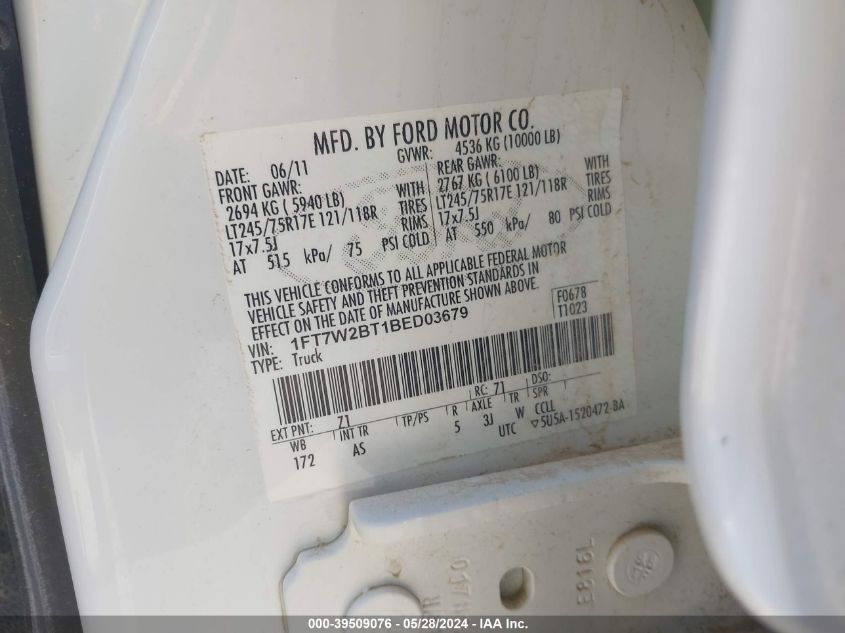 MFD. BY FORD MOTOR CO.
DATE: 06/11 GVWR: 4536 KG (10000 LB)
FRONT GAWR: REAR GAWR:
2694 KG ( 5940 LB) WITH 2767 KG ( 6100 LB) WITH
LT245/75R17E 121/118R TIRES LT245/75R17E 121/118R TIRES
17x7.5J RIMS 17x7.5J RIMS
AT 515 kPa/ 75 PSI COLD AT 550 kPa/ 80 PSI COLD
THIS VEHICLE CONFORMS TO ALL APPLICABLE FEDERAL MOTOR
VEHICLE SAFETY AND THEFT PREVENTION STANDARDS IN
EFFECT ON THE DATE OF MANUFACTURE SHOWN ABOVE.
F0678
T1023
VIN: 1FT7W2BT1BED03679
TYPE: Truck
EXT PNT: Z1 RC: 71 DSO:
WB INT TR TP/PS R AXLE TR SPR
172 AS 5 3J W CCLL
UTC ▽5U5A-1520472-BA
E816L
-000-39509076 - 05/28/2024 - IAA Inc.